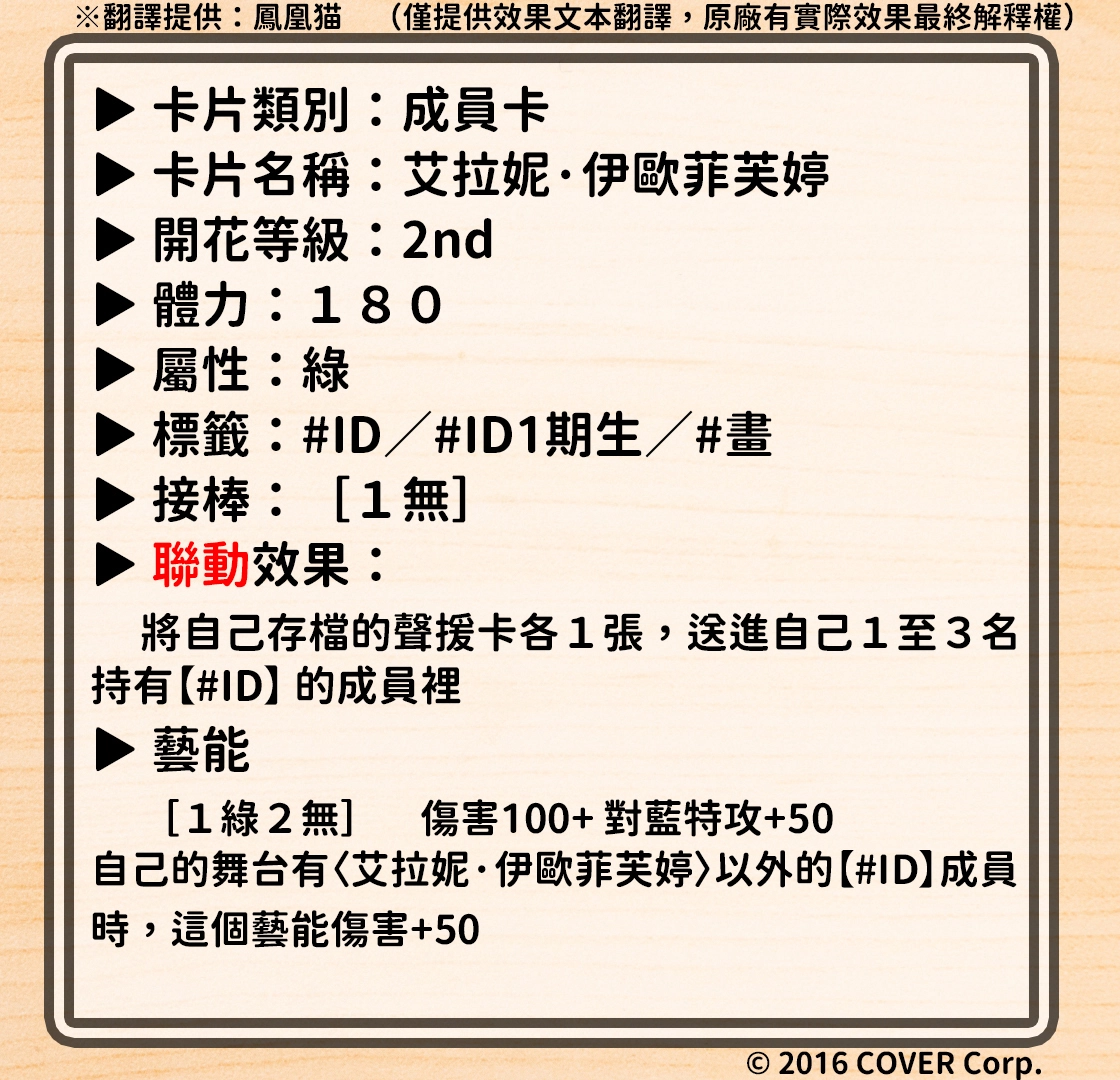 ※翻譯提供：鳳凰猫　（僅提供效果文本翻譯，原廠有實際效果最終解釋權）
▶ 卡片類別：成員卡
▶ 卡片名稱：艾拉妮·伊歐菲芙婷
▶ 開花等級：2nd
▶ 體力：１８０
▶ 屬性：綠
▶ 標籤：#ID／#ID1期生／#畫
▶ 接棒：［１無］
▶ 聯動效果：
將自己存檔的聲援卡各１張，送進自己１至３名
持有【#ID】的成員裡
▶ 藝能
［１綠２無］　傷害100+ 對藍特攻+50
自己的舞台有〈艾拉妮·伊歐菲芙婷〉以外的【#ID】成員
時，這個藝能傷害+50
© 2016 COVER Corp.